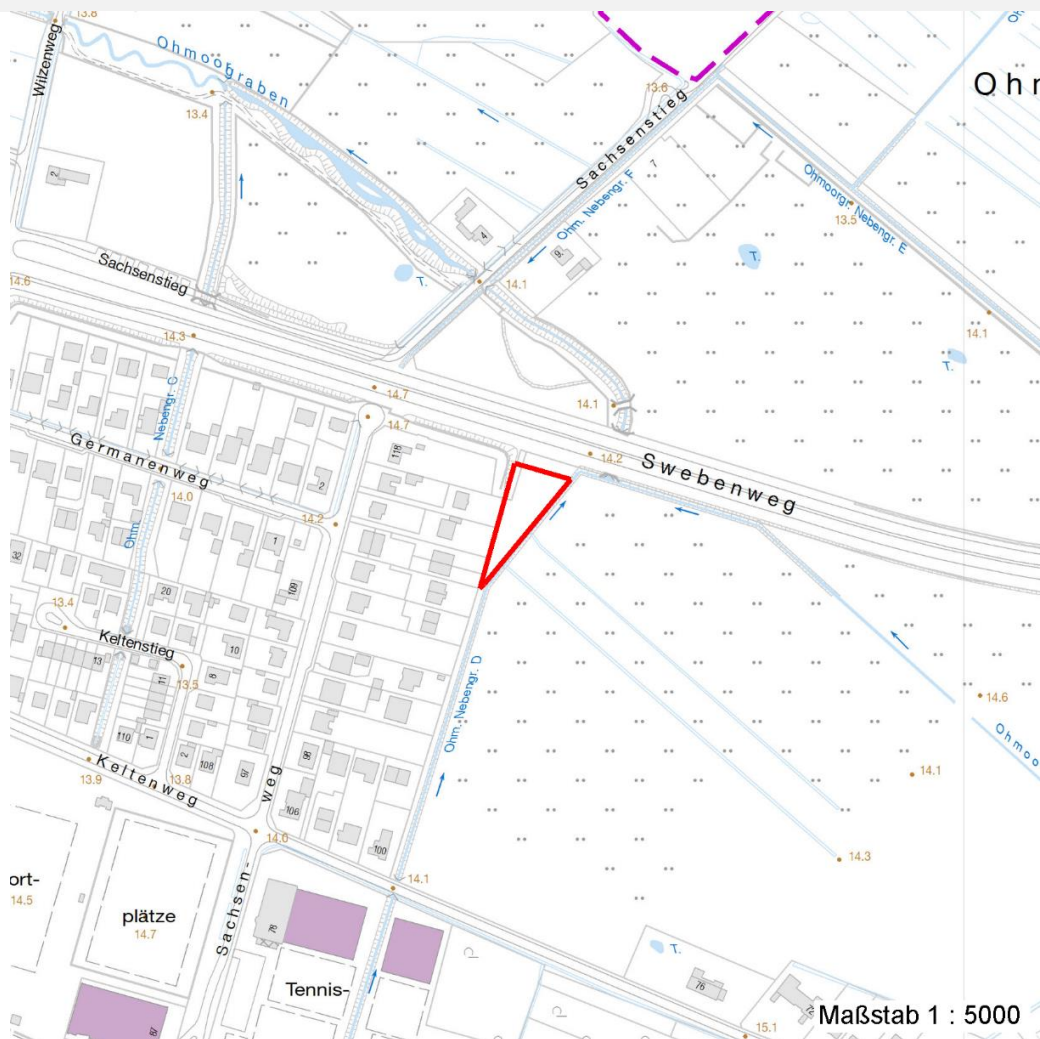 13.8
Wilzenweg
Ohmoorgraben
13.4
2
Sachsenstieg
13.6
Ohm
7
Ohm. Nebengr. F
Ohmoorgr. Nebengr. E
13.5
4
9
T.
T.
14.1
Sachsenstieg
14.6
14.3
14.7
14.1
14.1
T.
Nebengr. C
14.7
118
14.2
Swebenweg
Germanenweg
2
14.0
14.2
Ohm
1
32
109
20
13.4
Keltenstieg
10
13
13.5
8
11
Ohm. Nebengr. D
14.6
110
1
2
108
97
98
Ohmoo
13.9
Keltenweg
13.8
weg
106
14.1
14.0
100
14.3
ort-
14.5
plätze
14.7
Sachsen-
14.1
76
T.
76
72
Tennis-
67
15.1
Maßstab 1 : 5000